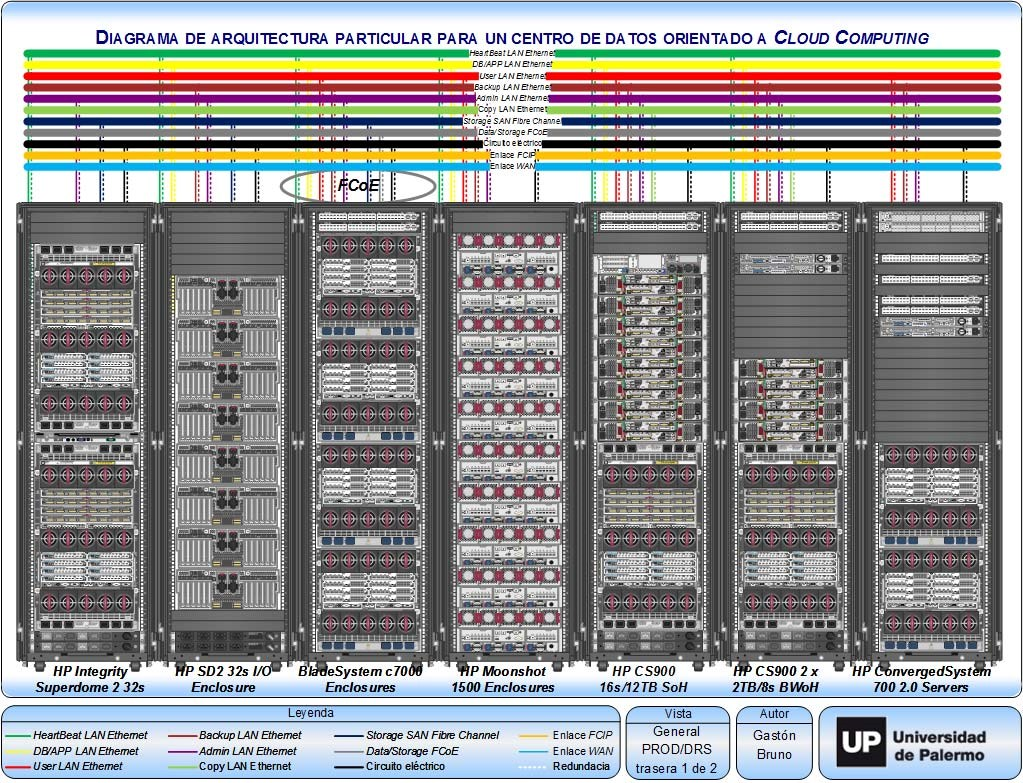 DIAGRAMA DE ARQUITECTURA PARTICULAR PARA UN CENTRO DE DATOS ORIENTADO A CLOUD COMPUTING
HeartBeat LAN Ethernet
DB/APP LAN Ethernet
User LAN Ethernet
Backup LAN Ethernet
Admin LAN Ethernet
Copy LAN Ethernet
Storage SAN Fibre Channel
Data/Storage FCoE
Circuito eléctrico
Enlace FCIP
Enlace WAN
FCoE
HP Integrity
Superdome 2 32s
HP SD2 32s I/O
Enclosure
BladeSystem c7000
Enclosures
HP Moonshot
1500 Enclosures
HP CS900
16s/12TB SoH
HP CS900 2 x
2TB/8s BWoH
HP ConvergedSystem
700 2.0 Servers
Leyenda
HeartBeat LAN Ethernet
DB/APP LAN Ethernet
User LAN Ethernet
Backup LAN Ethernet
Admin LAN Ethernet
Copy LAN Ethernet
Storage SAN Fibre Channel
Data/Storage FCoE
Circuito eléctrico
Enlace FCIP
Enlace WAN
Redundacia
Vista
General
PROD/DRS
trasera 1 de 2
Autor
Gastón
Bruno
UP
Universidad
de Palermo